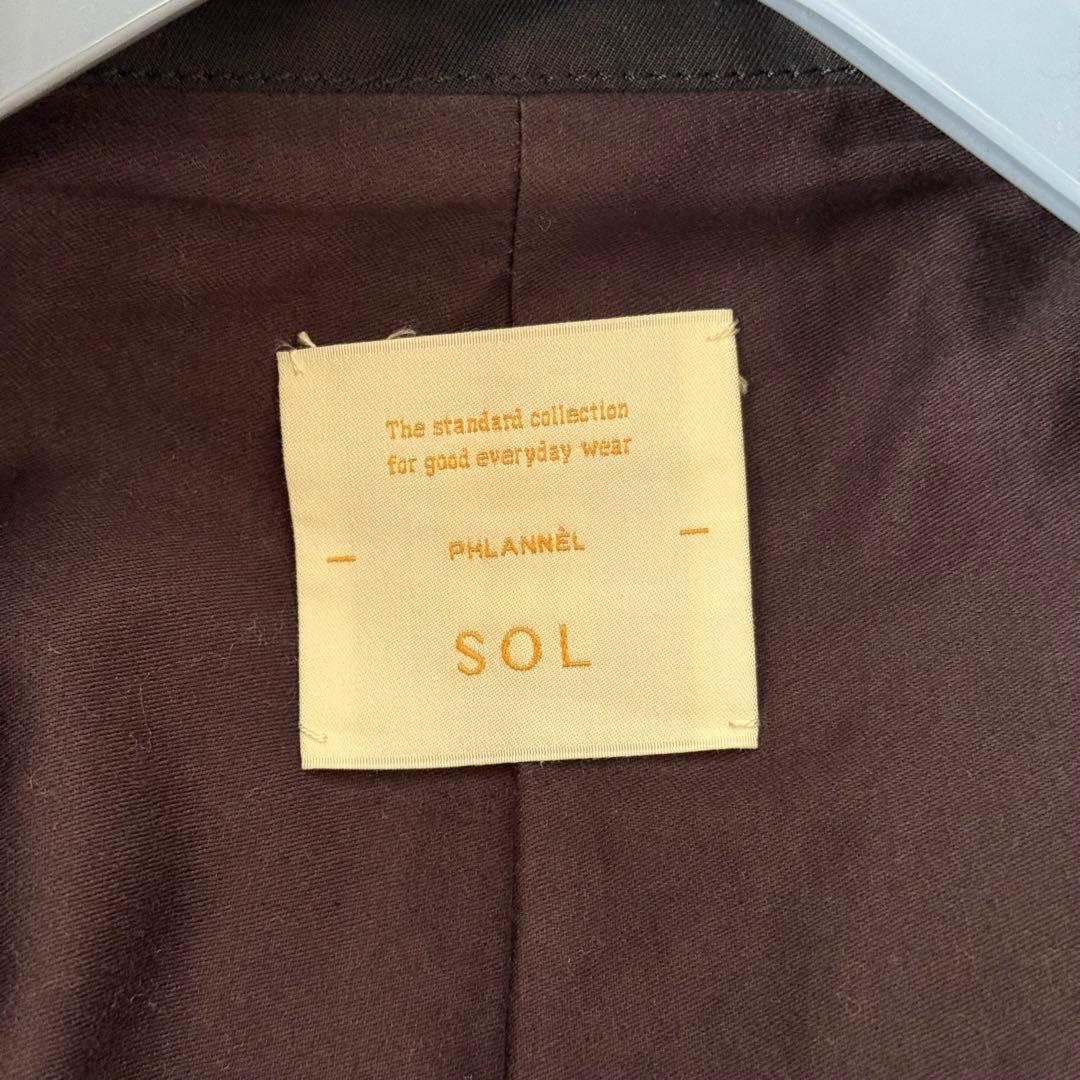 The standard collection
for good everyday wear
PHLANNÈL
SOL